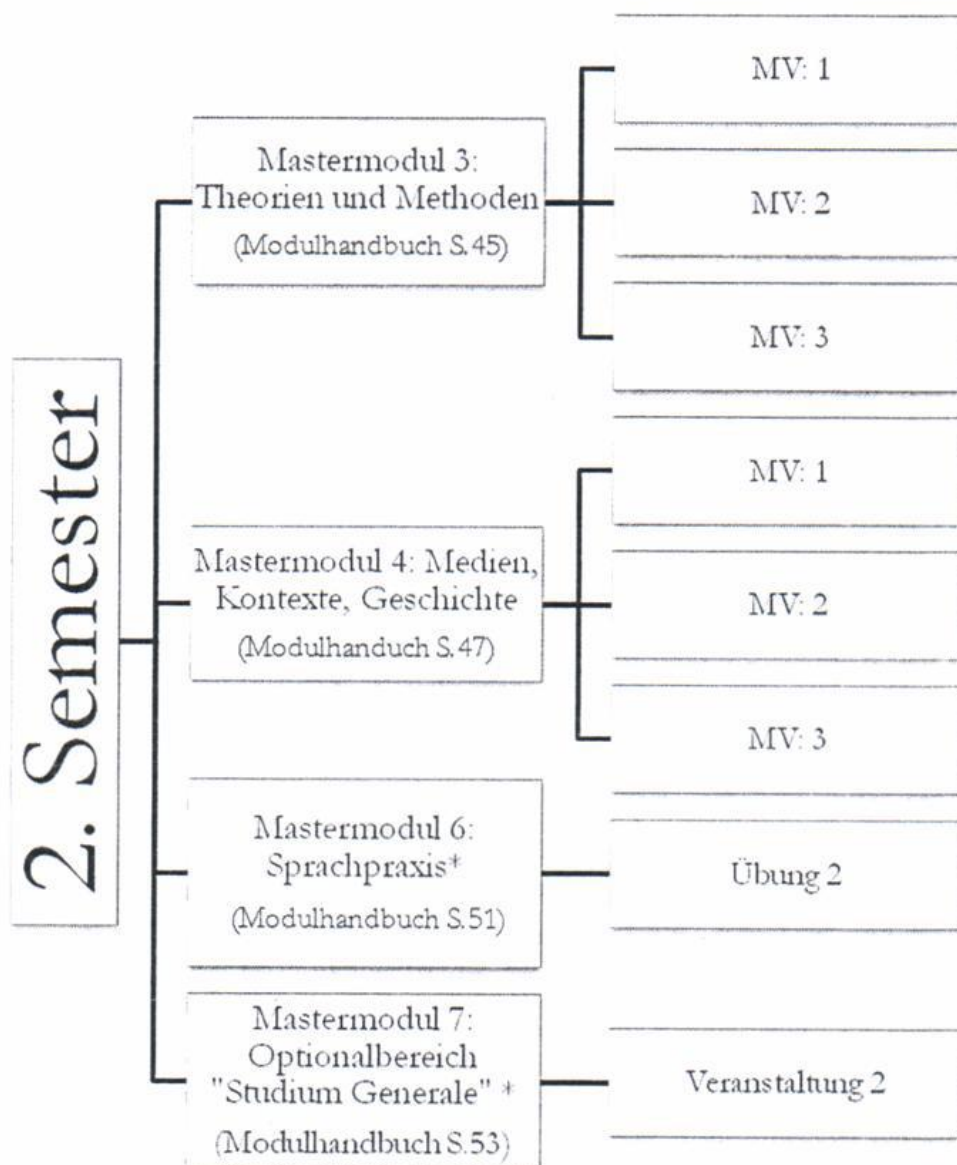 2. Semester
Mastermodul 3:
Theorien und Methoden
(Modulhandbuch S.45)
MV: 1
MV: 2
MV: 3
Mastermodul 4: Medien,
Kontexte, Geschichte
(Modulhanduch S.47)
MV: 1
MV: 2
MV: 3
Mastermodul 6:
Sprachpraxis*
(Modulhandbuch S.51)
Übung 2
Mastermodul 7:
Optionalbereich
"Studium Generale" *
(Modulhandbuch S.53)
Veranstaltung 2